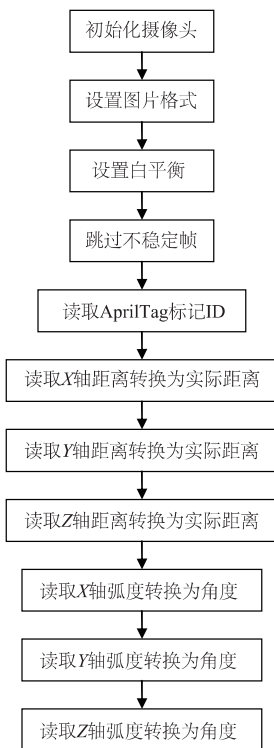 初始化摄像头
设置图片格式
设置白平衡
跳过不稳定帧
读取AprilTag标记ID
读取X轴距离转换为实际距离
读取Y轴距离转换为实际距离
读取Z轴距离转换为实际距离
读取X轴弧度转换为角度
读取Y轴弧度转换为角度
读取Z轴弧度转换为角度